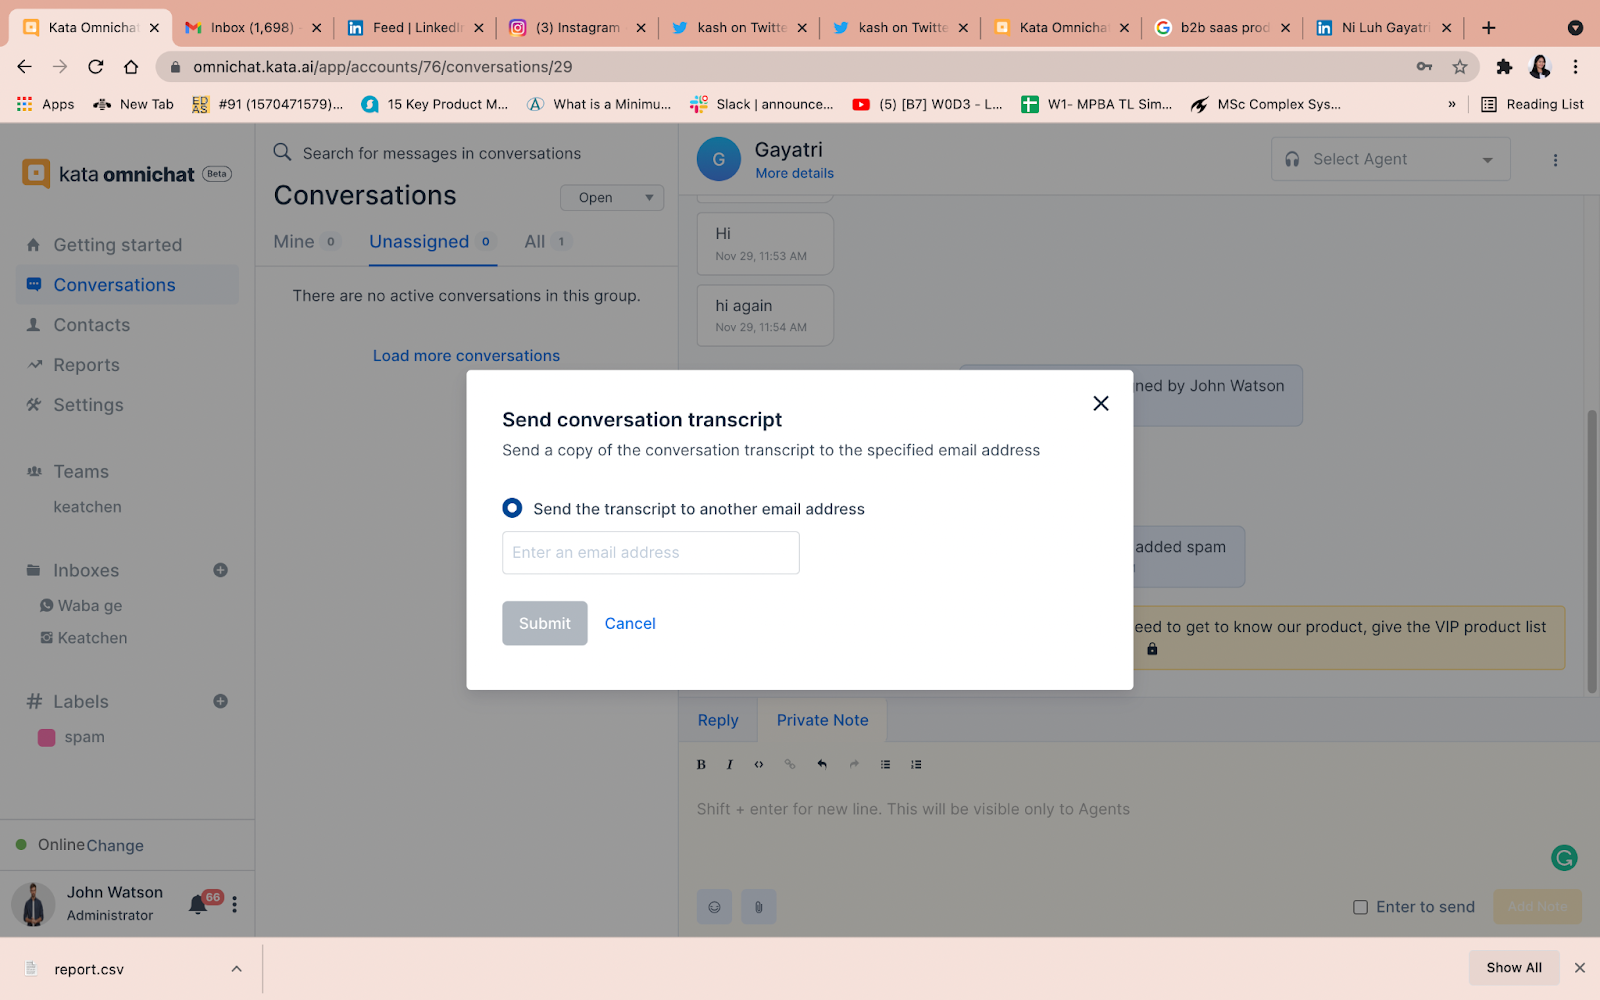 Kata Omnichat
Inbox (1,698) -
Feed | LinkedIn
(3) Instagram
kash on Twitte
kash on Twitte
Kata Omnicha
b2b saas prod
Ni Luh Gayatri
omnichat.kata.ai/app/accounts/76/conversations/29
Apps
New Tab
#91 (1570471579)...
15 Key Product M...
What is a Minimu...
Slack | announce...
(5) [B7] W0D3 - L...
W1- MPBA TL Sim...
MSc Complex Sys...
»
Reading List
kata omnichat Beta
Getting started
Conversations
Contacts
Reports
Settings
Teams
keatchen
Inboxes
Waba ge
Keatchen
Labels
spam
Online Change
John Watson
Administrator
66
Search for messages in conversations
Conversations
Open
Mine 0
Unassigned 0
All 1
There are no active conversations in this group.
Load more conversations
G
Gayatri
More details
Select Agent
Hi
Nov 29, 11:53 AM
hi again
Nov 29, 11:54 AM
ned by John Watson
added spam
eed to get to know our product, give the VIP product list
Send conversation transcript
Send a copy of the conversation transcript to the specified email address
Send the transcript to another email address
Enter an email address
Submit
Cancel
Reply
Private Note
B I
Shift + enter for new line. This will be visible only to Agents
Enter to send
Add Note
report.csv
Show All